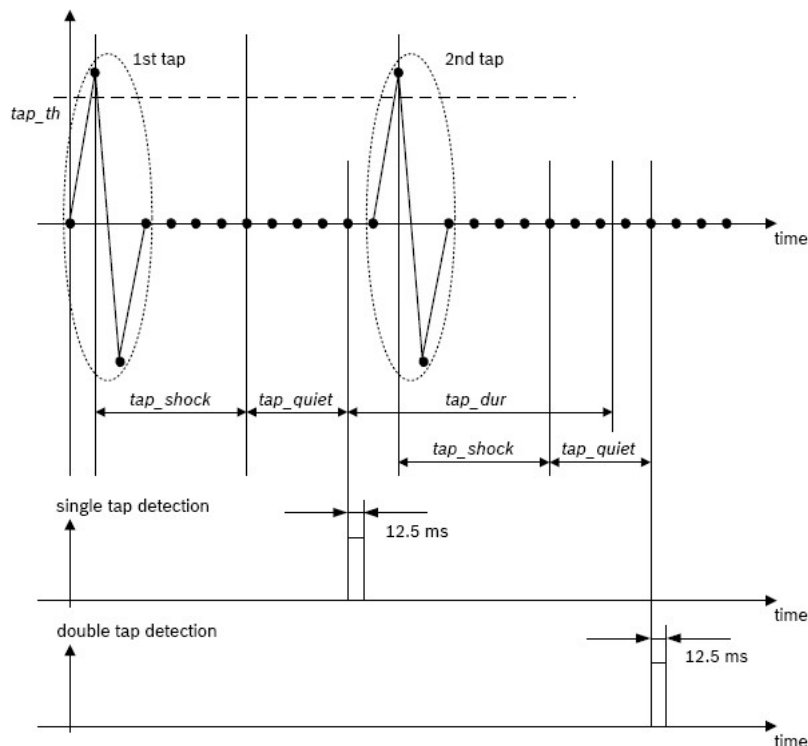 1st tap
2nd tap
tap_th
time
tap_shock
tap_quiet
tap_dur
tap_shock
tap_quiet
single tap detection
12.5 ms
time
double tap detection
12.5 ms
time